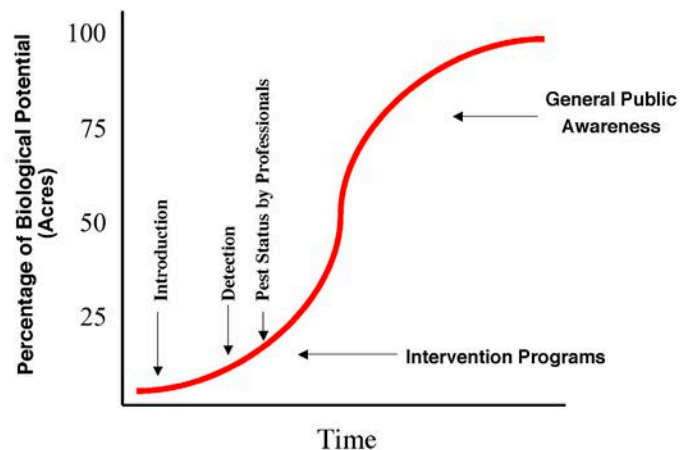 100
75
50
25
Percentage of Biological Potential
(Acres)
Introduction
Detection
Pest Status by Professionals
General Public
Awareness
Intervention Programs
Time